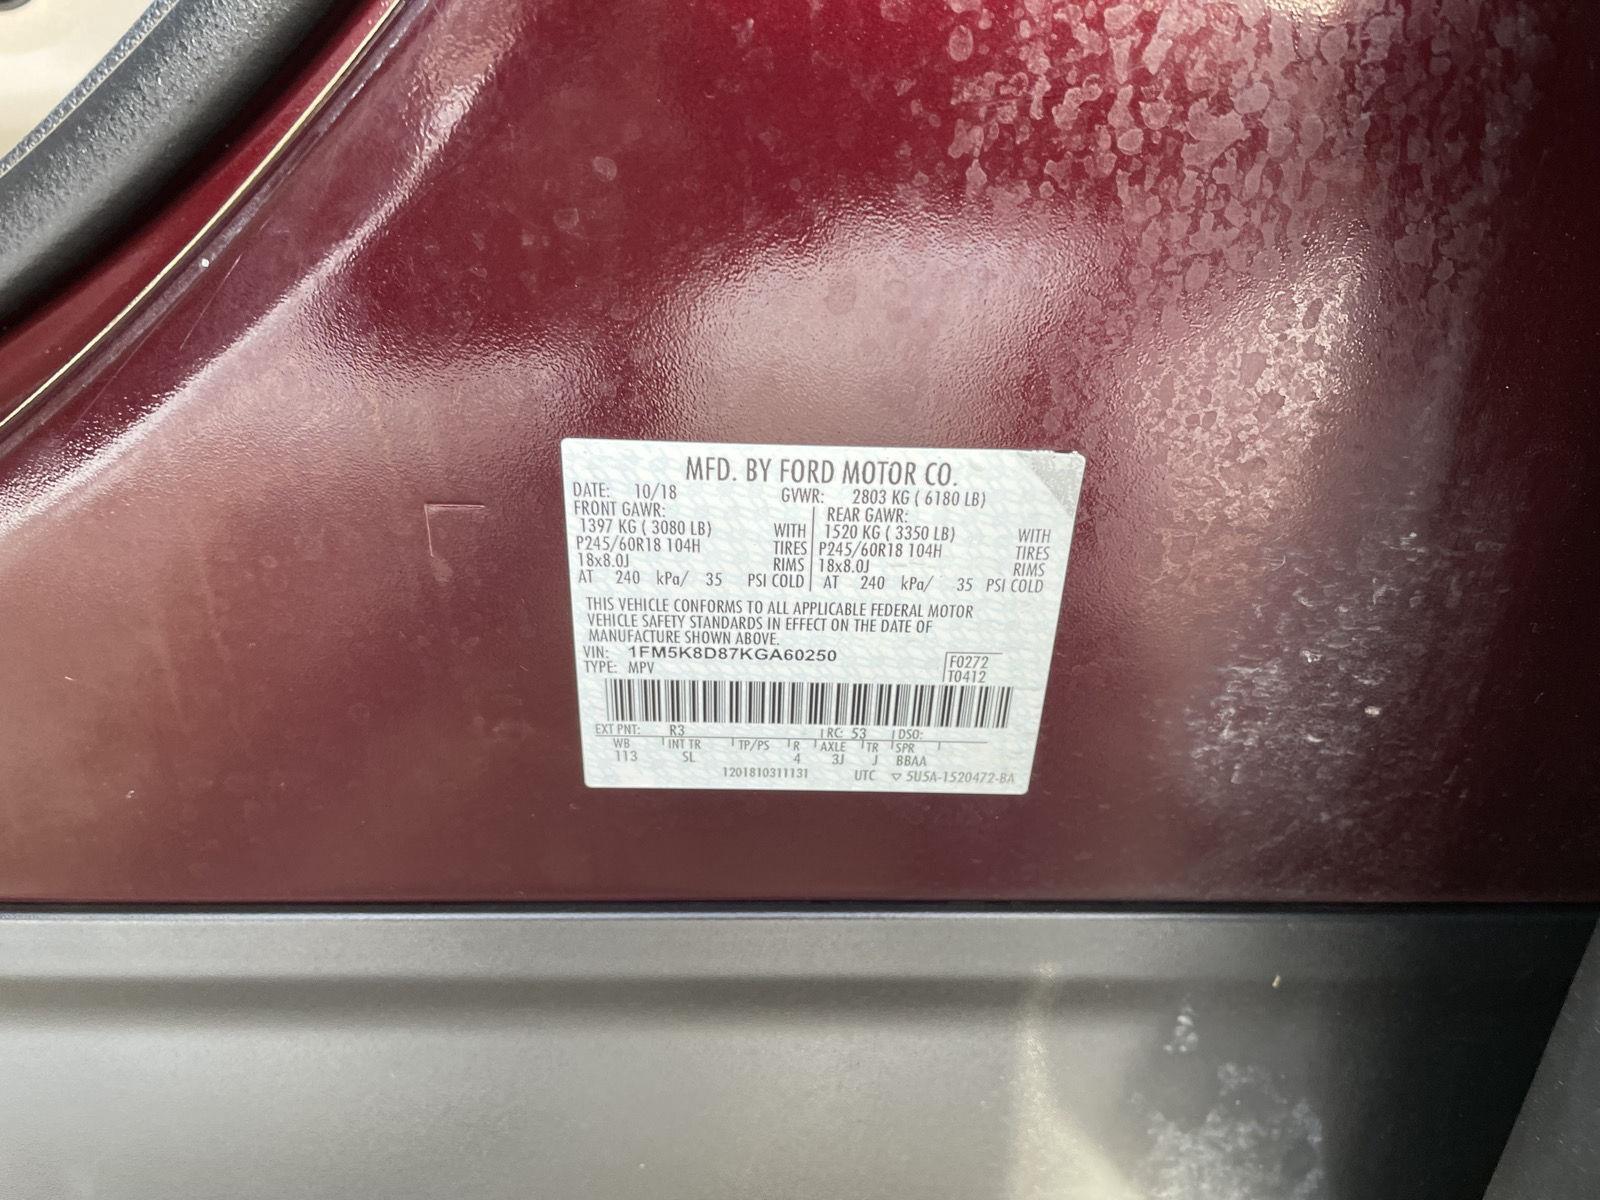 MFD. BY FORD MOTOR CO.
DATE: 10/18 GVWR: 2803 KG ( 6180 LB)
FRONT GAWR: REAR GAWR:
1397 KG ( 3080 LB) WITH 1520 KG ( 3350 LB) WITH
P245/60R18 104H TIRES P245/60R18 104H TIRES
18x8.0J RIMS 18x8.0J RIMS
AT 240 kPa/ 35 PSI COLD AT 240 kPa/ 35 PSI COLD
THIS VEHICLE CONFORMS TO ALL APPLICABLE FEDERAL MOTOR
VEHICLE SAFETY STANDARDS IN EFFECT ON THE DATE OF
MANUFACTURE SHOWN ABOVE.
VIN: 1FM5K8D87KGA60250
TYPE: MPV
F0272
T0412
EXT PNT: R3 RC: 53 DSO:
WB INT TR TP/PS R AXLE TR SPR
113 SL 4 3J J BBAA
1201810311131 UTC ▽ 5U5A-1520472-BA